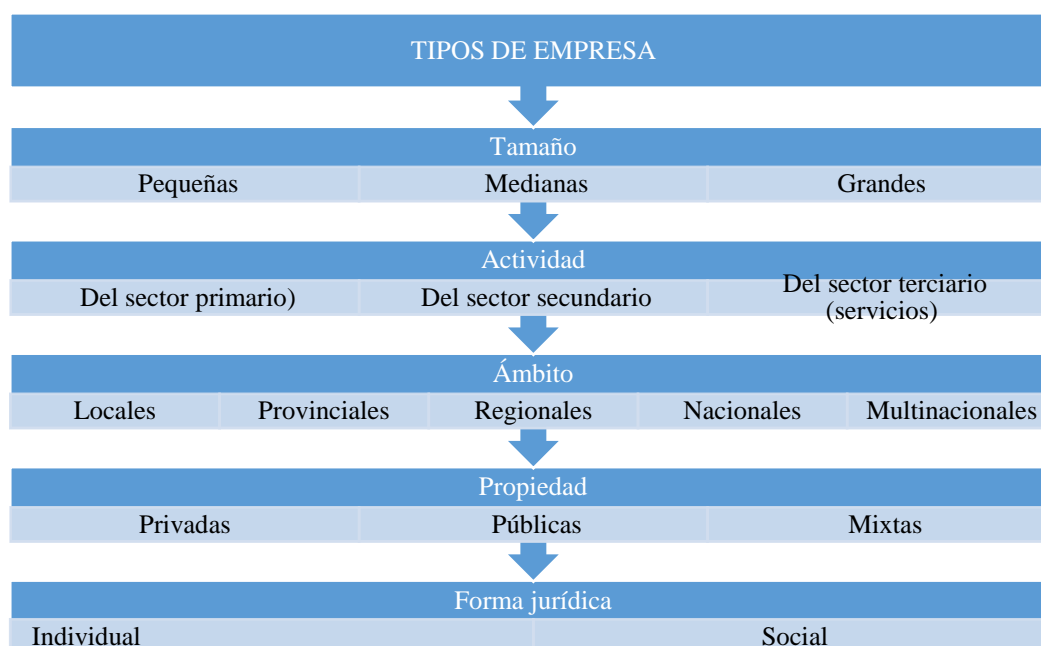 TIPOS DE EMPRESA
Tamaño
Pequeñas Medianas Grandes
Actividad
Del sector primario) Del sector secundario Del sector terciario
(servicios)
Ámbito
Locales Provinciales Regionales Nacionales Multinacionales
Propiedad
Privadas Públicas Mixtas
Forma jurídica
Individual Social